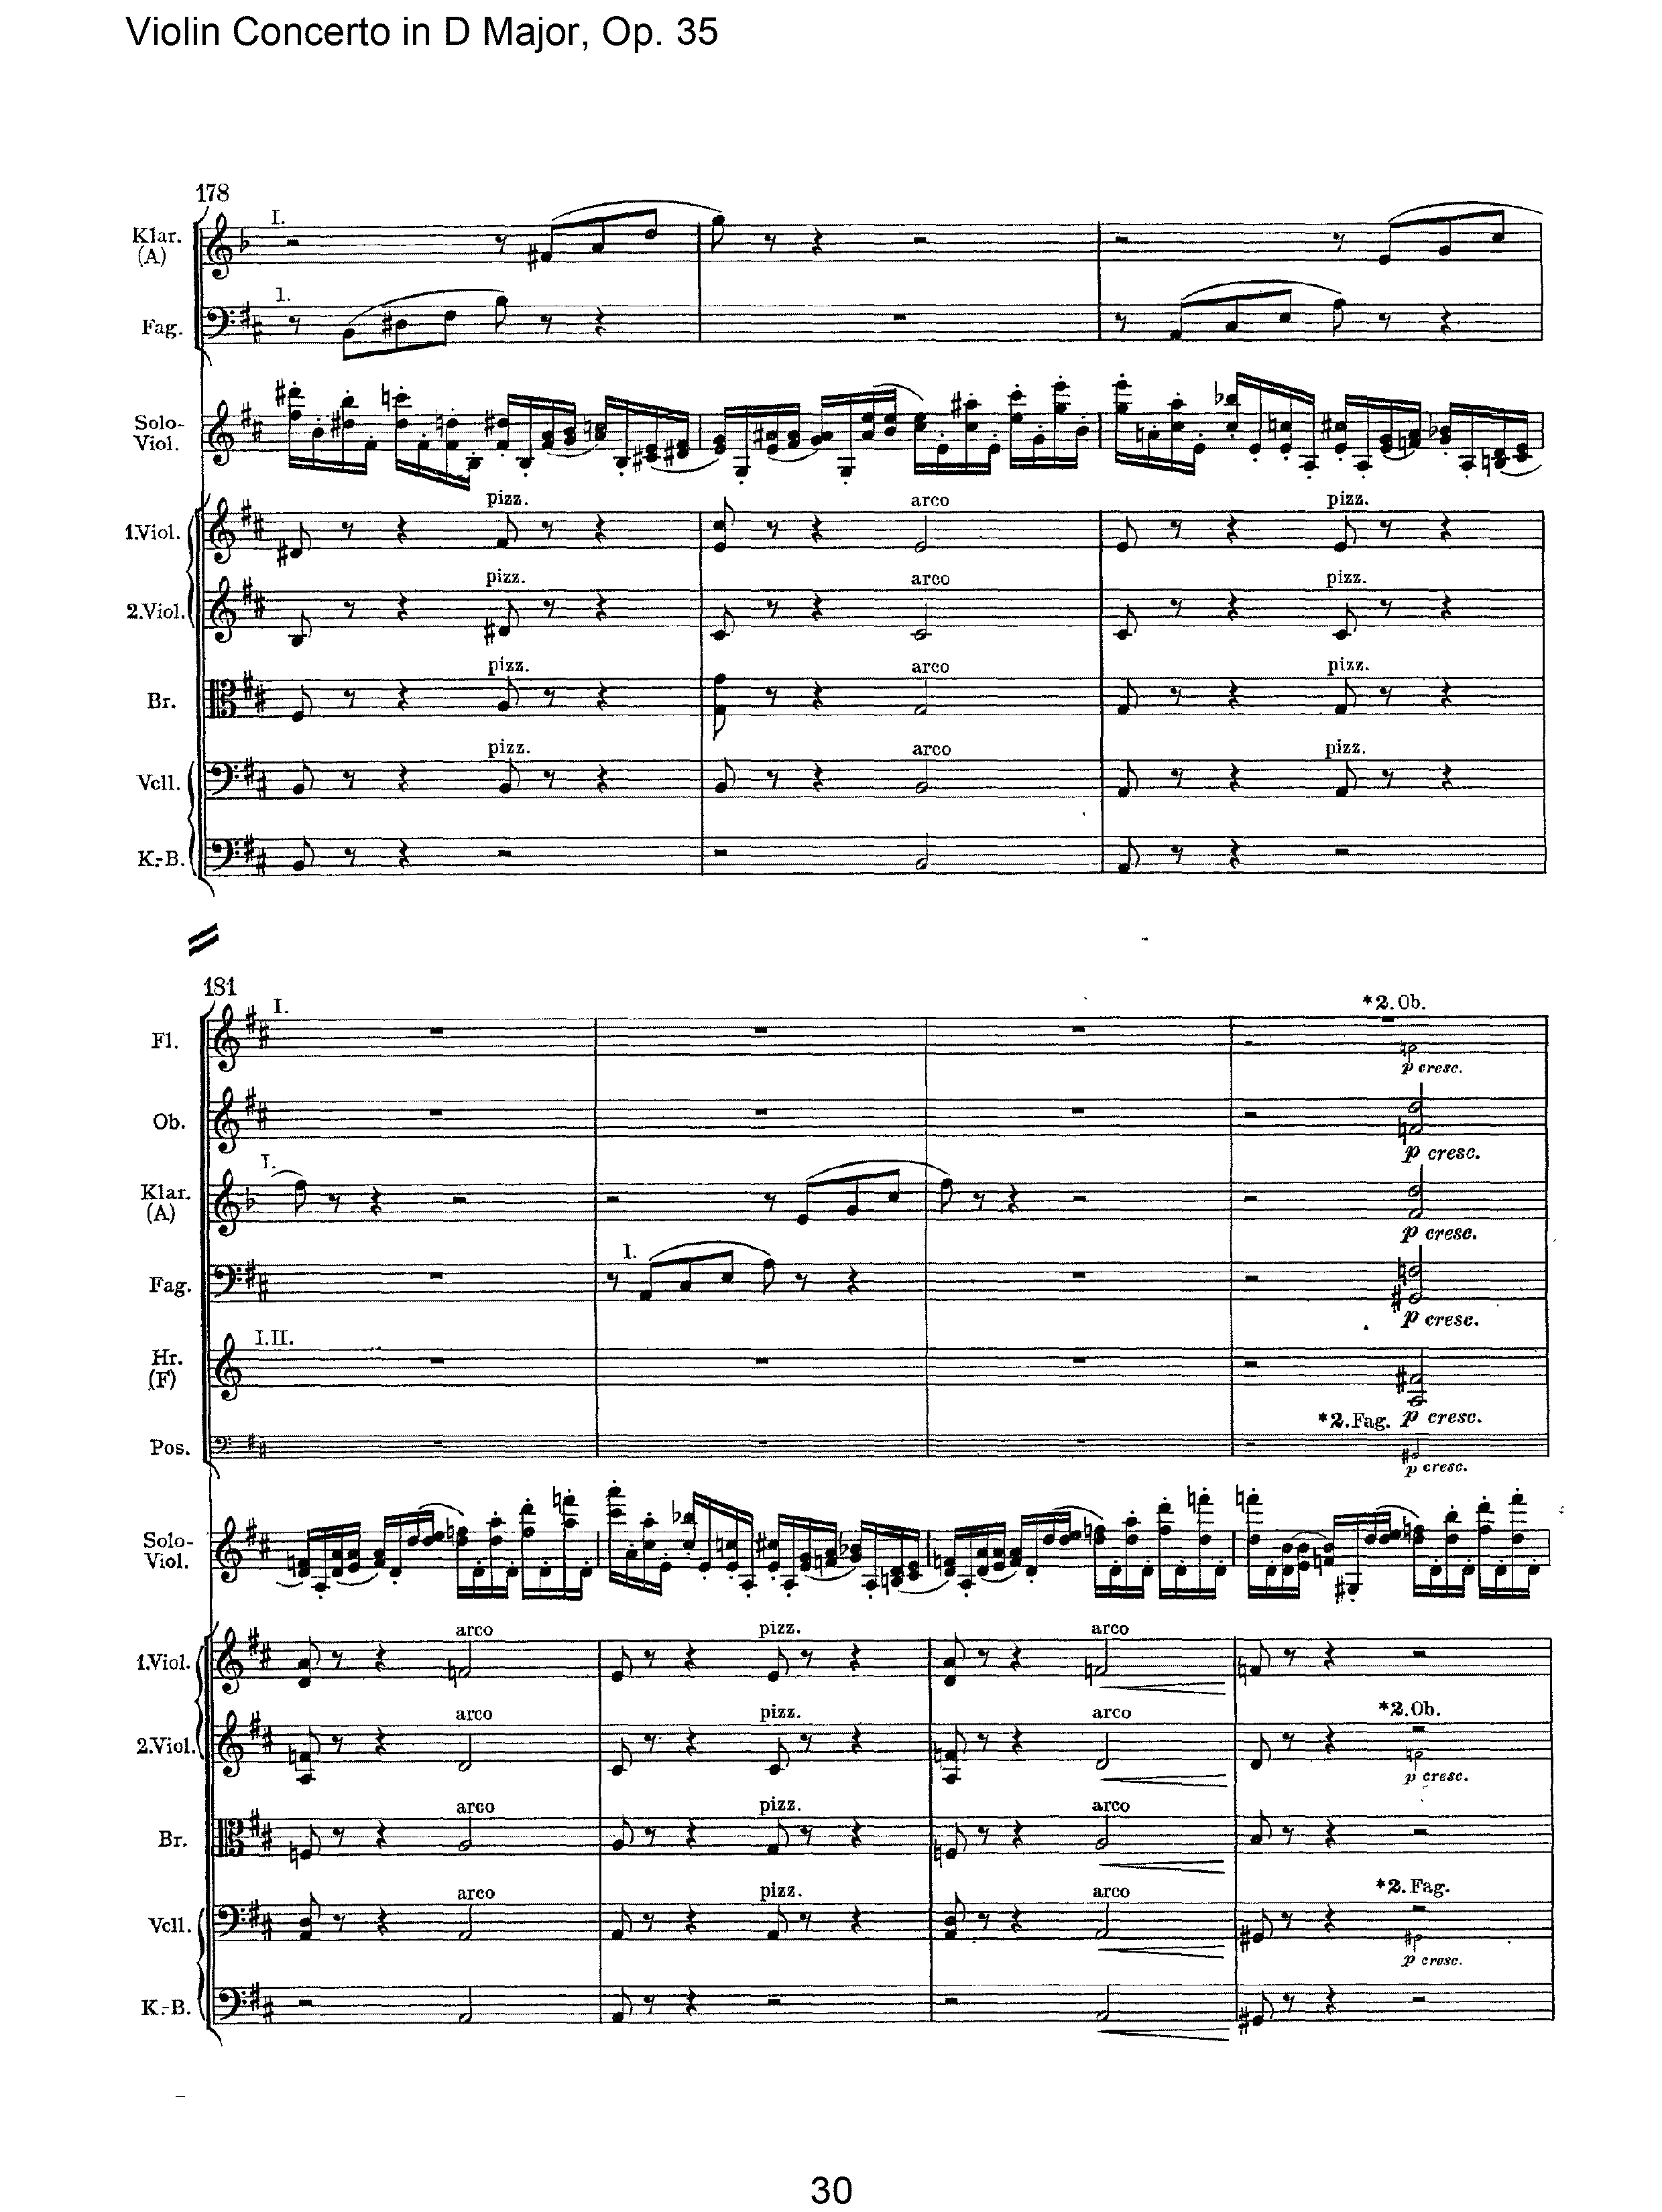 Violin Concerto in D Major, Op. 35
178
I.
Klar.
(A)
I.
Fag.
Solo-
Viol.
pizz.
arco
pizz.
1.Viol.
pizz.
arco
pizz.
2.Viol.
pizz.
arco
pizz.
Br.
pizz.
arco
pizz.
Vcll.
K.-B.
181
I.
*2. Ob.
Fl.
p cresc.
Ob.
p cresc.
I.
Klar.
(A)
p cresc.
I.
Fag.
p cresc.
I.II.
Hr.
(F)
*2. Fag. p cresc.
Pos.
p cresc.
Solo-
Viol.
arco
pizz.
arco
1.Viol.
arco
pizz.
arco
*2. Ob.
2.Viol.
p cresc.
arco
pizz.
arco
Br.
arco
pizz.
arco
*2. Fag.
Vcll.
p cresc.
K.-B.
30